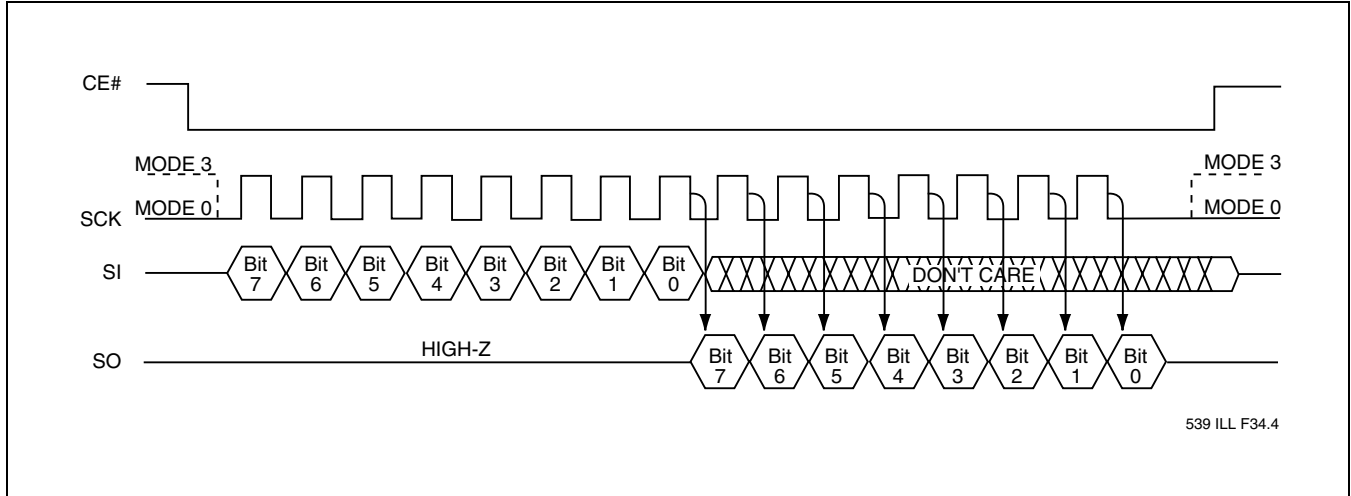 CE#
MODE 3
MODE 3
SCK
MODE 0
MODE 0
SI
Bit 7
Bit 6
Bit 5
Bit 4
Bit 3
Bit 2
Bit 1
Bit 0
DON'T CARE
SO
HIGH-Z
Bit 7
Bit 6
Bit 5
Bit 4
Bit 3
Bit 2
Bit 1
Bit 0
539 ILL F34.4